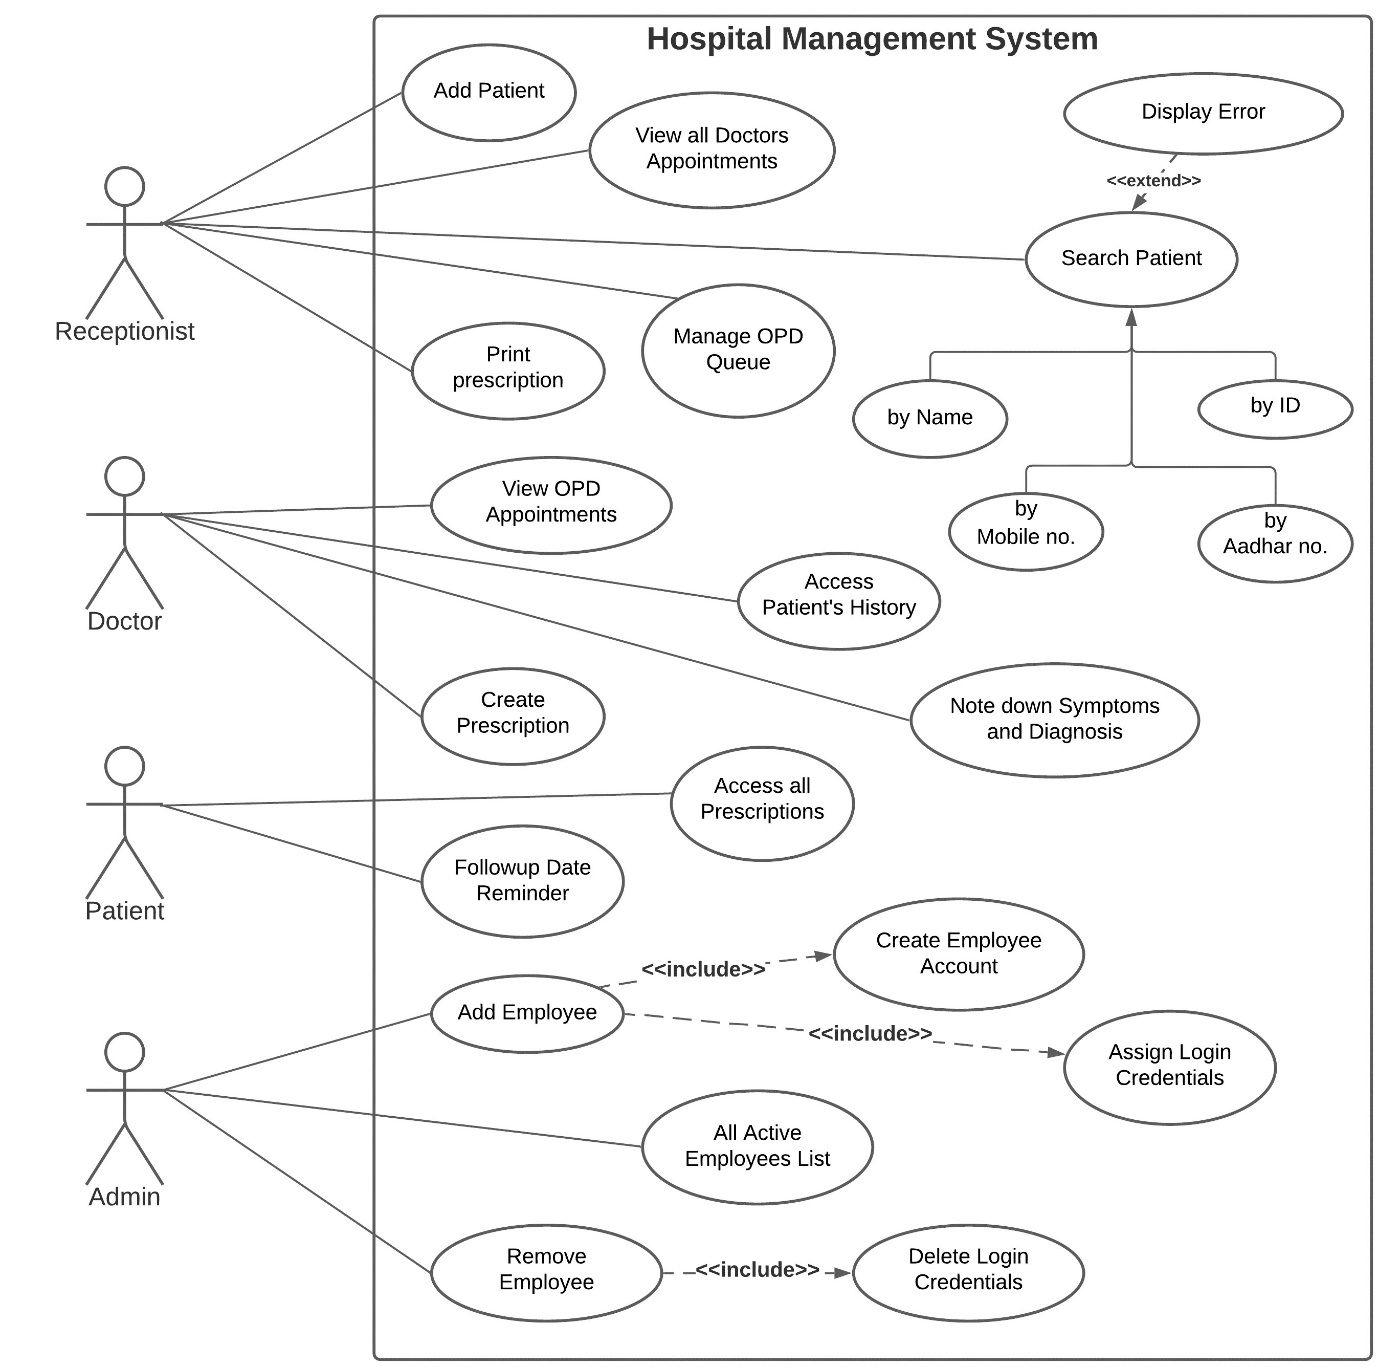 Hospital Management System
Add Patient
View all Doctors
Appointments
Display Error
<<extend>>
Search Patient
Receptionist
Manage OPD
Queue
Print
prescription
by Name
by ID
by
Mobile no.
by
Aadhar no.
View OPD
Appointments
Doctor
Access
Patient's History
Create
Prescription
Note down Symptoms
and Diagnosis
Access all
Prescriptions
Followup Date
Reminder
Patient
Create Employee
Account
<<include>>
Add Employee
<<include>>
Assign Login
Credentials
All Active
Employees List
Admin
Remove
Employee
<<include>>
Delete Login
Credentials